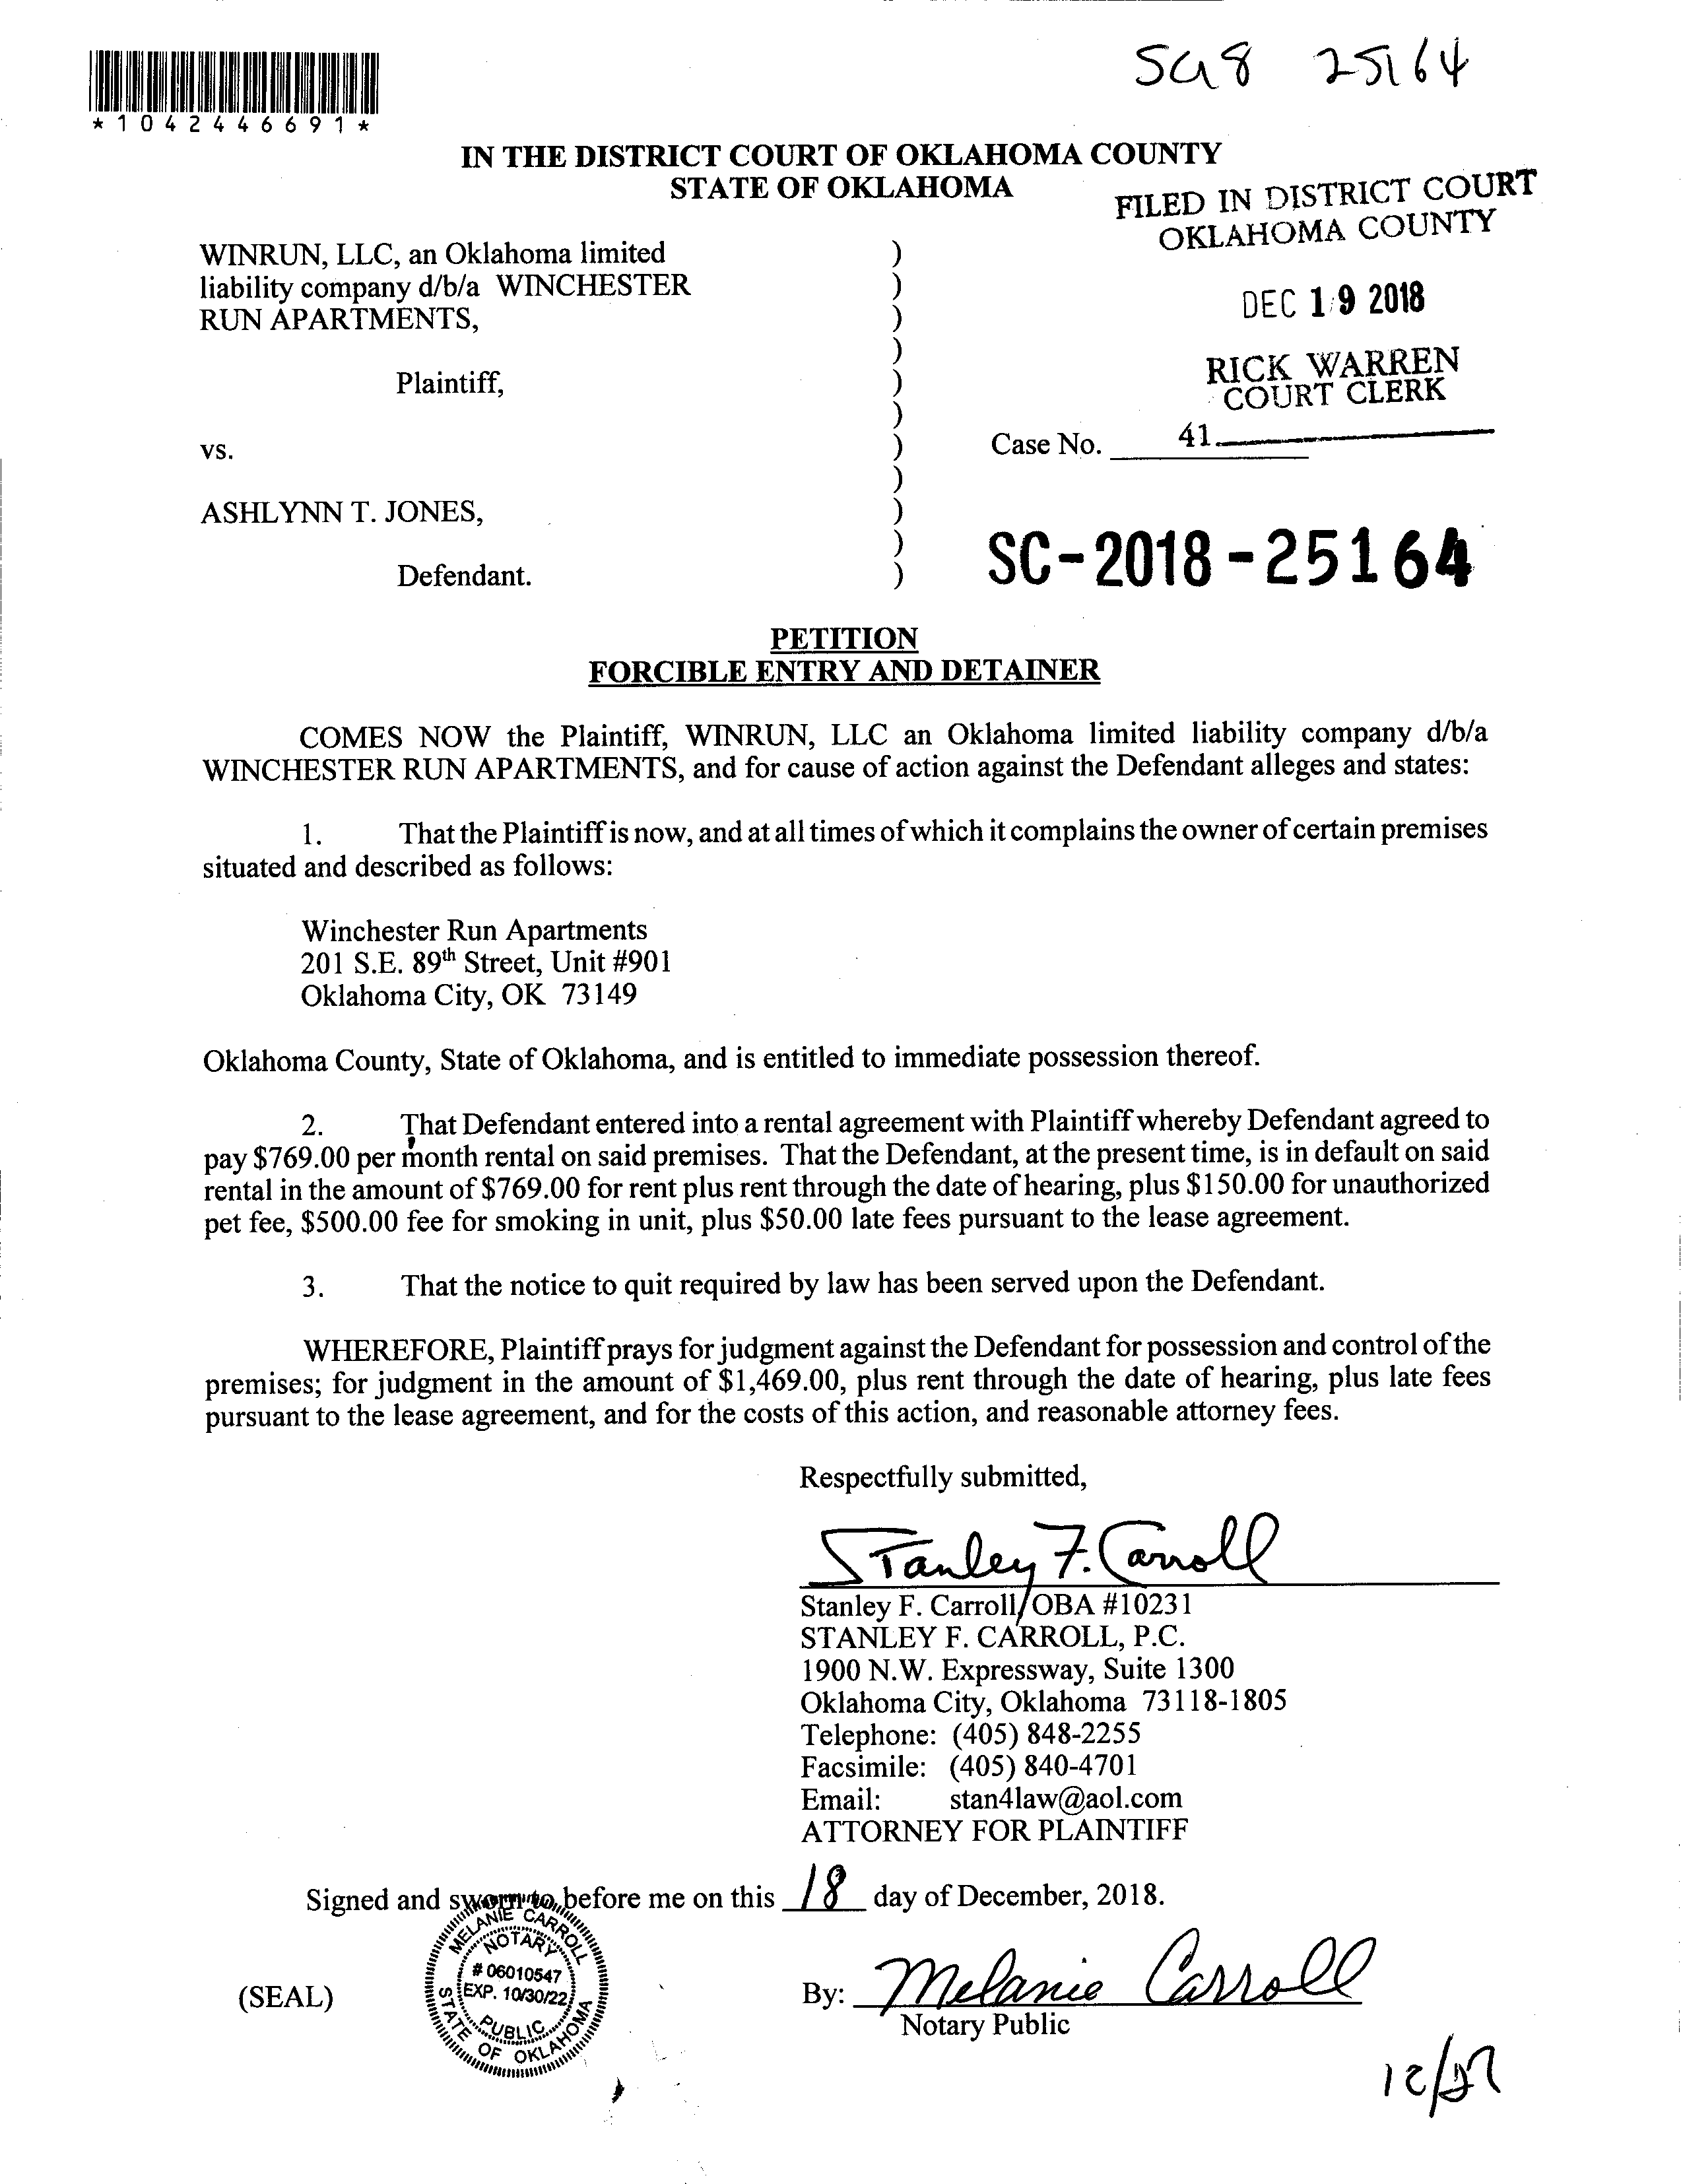 *1042446691*
25164
IN THE DISTRICT COURT OF OKLAHOMA COUNTY
STATE OF OKLAHOMA
FILED IN DISTRICT COURT
OKLAHOMA COUNTY
WINRUN, LLC, an Oklahoma limited )
liability company d/b/a WINCHESTER )
RUN APARTMENTS, )
DEC 19 2018
)
Plaintiff, )
RICK WARREN
COURT CLERK
)
vs. ) Case No. 41
)
ASHLYNN T. JONES, )
)
Defendant. )
SC-2018-25164
PETITION
FORCIBLE ENTRY AND DETAINER
COMES NOW the Plaintiff, WINRUN, LLC an Oklahoma limited liability company d/b/a
WINCHESTER RUN APARTMENTS, and for cause of action against the Defendant alleges and states:
1. That the Plaintiff is now, and at all times of which it complains the owner of certain premises
situated and described as follows:
Winchester Run Apartments
201 S.E. 89th Street, Unit #901
Oklahoma City, OK 73149
Oklahoma County, State of Oklahoma, and is entitled to immediate possession thereof.
2. That Defendant entered into a rental agreement with Plaintiff whereby Defendant agreed to
pay $769.00 per month rental on said premises. That the Defendant, at the present time, is in default on said
rental in the amount of $769.00 for rent plus rent through the date of hearing, plus $150.00 for unauthorized
pet fee, $500.00 fee for smoking in unit, plus $50.00 late fees pursuant to the lease agreement.
3. That the notice to quit required by law has been served upon the Defendant.
WHEREFORE, Plaintiff prays for judgment against the Defendant for possession and control of the
premises; for judgment in the amount of $1,469.00, plus rent through the date of hearing, plus late fees
pursuant to the lease agreement, and for the costs of this action, and reasonable attorney fees.
Respectfully submitted,
Stanley F. Carroll
Stanley F. Carroll, OBA #10231
STANLEY F. CARROLL, P.C.
1900 N.W. Expressway, Suite 1300
Oklahoma City, Oklahoma 73118-1805
Telephone: (405) 848-2255
Facsimile: (405) 840-4701
Email: stan4law@aol.com
ATTORNEY FOR PLAINTIFF
Signed and sworn to before me on this 18 day of December, 2018.
MELANIE CARROLL
NOTARY
# 06010547
EXP. 10/30/22
PUBLIC
STATE OF OKLAHOMA
(SEAL)
By: Melanie Carroll
Notary Public
12/27